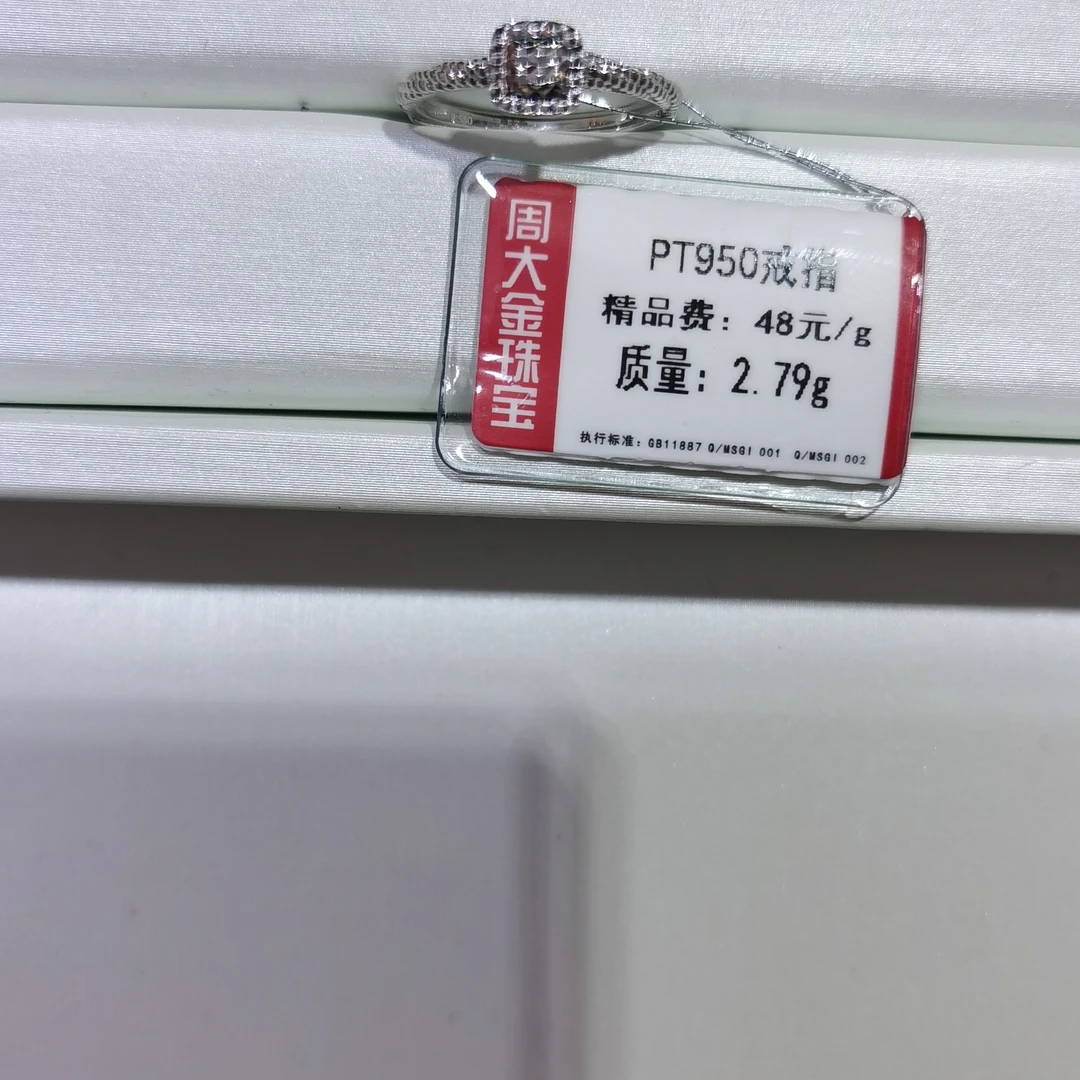 周大金珠宝
PT950戒指
精品费：48元/g
质量：2.79g
执行标准：GB11887 Q/MSGI 001 Q/MSGI 002